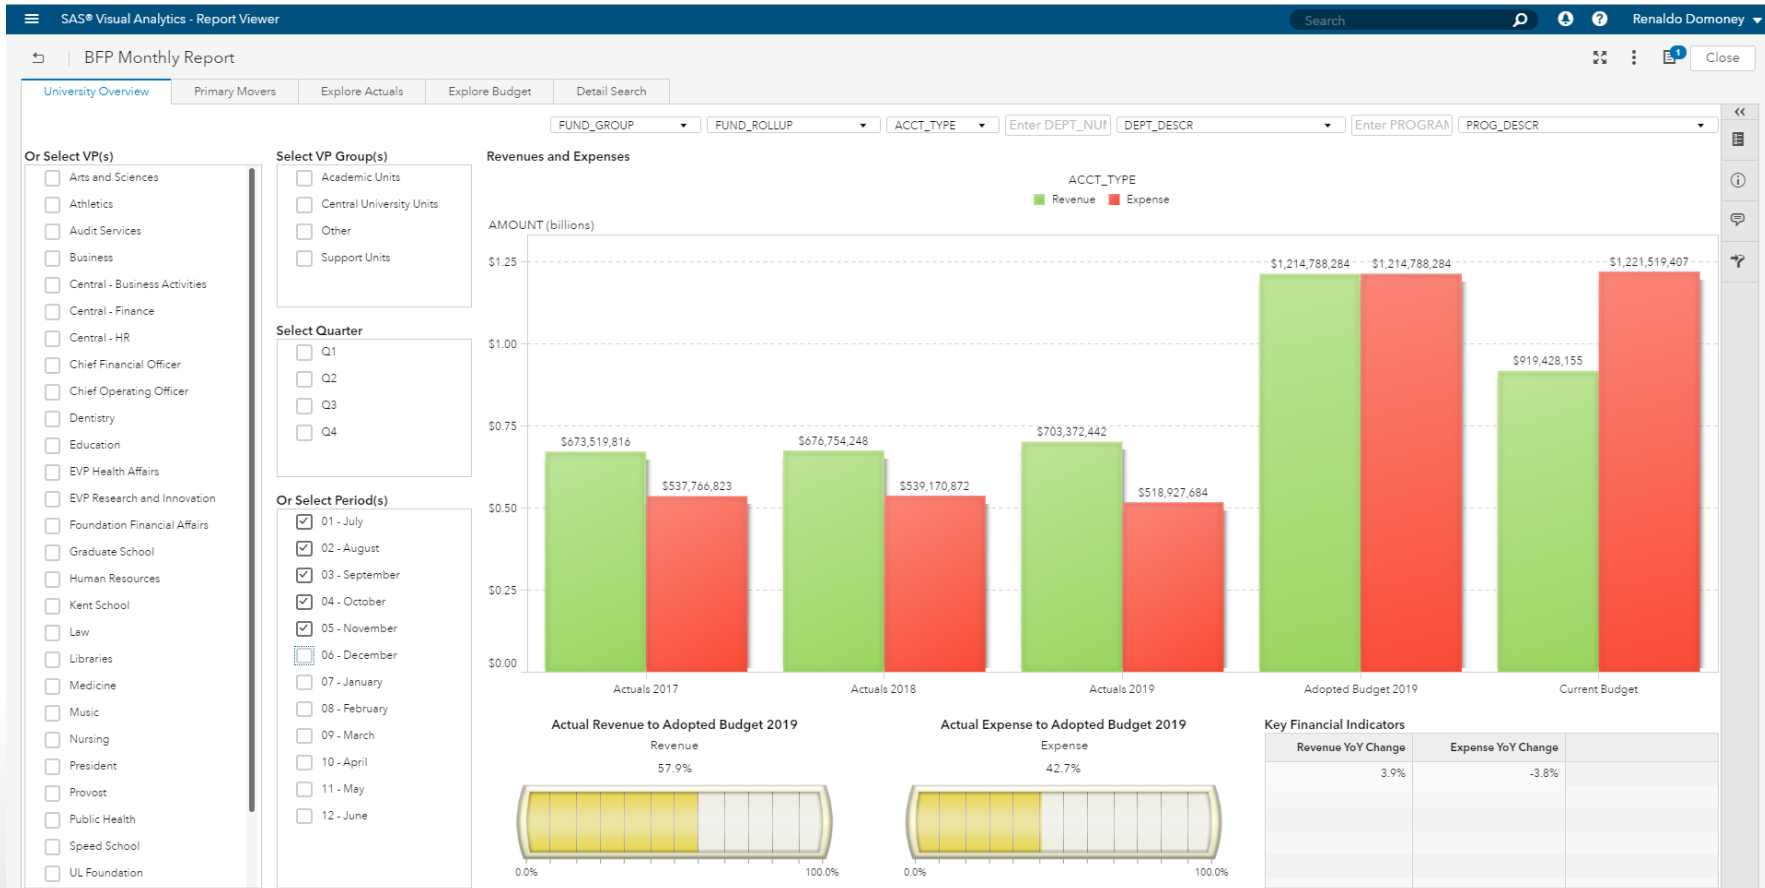 SAS® Visual Analytics - Report Viewer
Search
?
Renaldo Domoney
BFP Monthly Report
1
Close
University Overview
Primary Movers
Explore Actuals
Explore Budget
Detail Search
FUND_GROUP
FUND_ROLLUP
ACCT_TYPE
Enter DEPT_NUM
DEPT_DESCR
Enter PROGRAM
PROG_DESCR
Or Select VP(s)
Arts and Sciences
Athletics
Audit Services
Business
Central - Business Activities
Central - Finance
Central - HR
Chief Financial Officer
Chief Operating Officer
Dentistry
Education
EVP Health Affairs
EVP Research and Innovation
Foundation Financial Affairs
Graduate School
Human Resources
Kent School
Law
Libraries
Medicine
Music
Nursing
President
Provost
Public Health
Speed School
UL Foundation
Select VP Group(s)
Academic Units
Central University Units
Other
Support Units
Select Quarter
Q1
Q2
Q3
Q4
Or Select Period(s)
01 - July
02 - August
03 - September
04 - October
05 - November
06 - December
07 - January
08 - February
09 - March
10 - April
11 - May
12 - June
Revenues and Expenses
ACCT_TYPE
Revenue
Expense
AMOUNT (billions)
$1.25
$1.00
$0.75
$0.50
$0.25
$0.00
$673,519,816
$537,766,823
$676,754,248
$539,170,872
$703,372,442
$518,927,684
$1,214,788,284
$1,214,788,284
$919,428,155
$1,221,519,407
Actuals 2017
Actuals 2018
Actuals 2019
Adopted Budget 2019
Current Budget
Actual Revenue to Adopted Budget 2019
Revenue
57.9%
0.0%
100.0%
Actual Expense to Adopted Budget 2019
Expense
42.7%
0.0%
100.0%
Key Financial Indicators
Revenue YoY Change
Expense YoY Change
3.9%
-3.8%